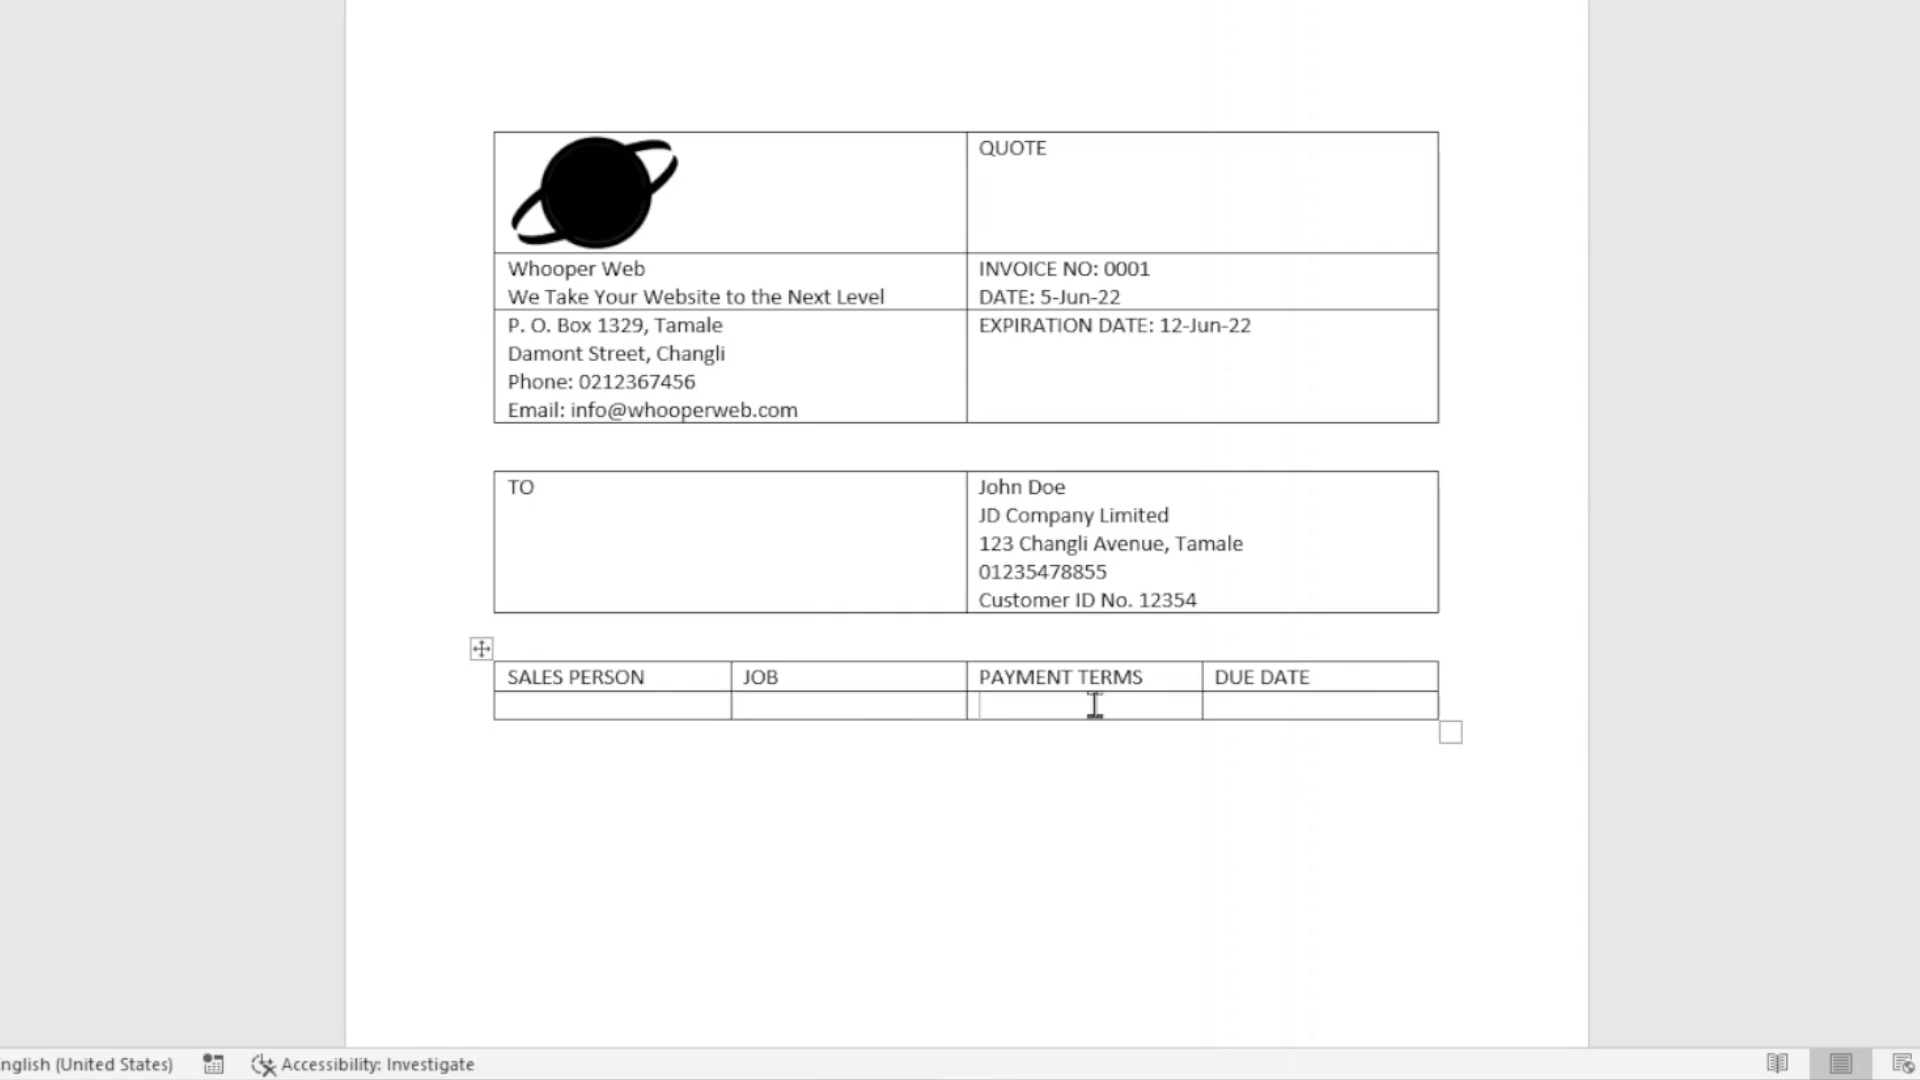 QUOTE
Whooper Web
We Take Your Website to the Next Level
INVOICE NO: 0001
DATE: 5-Jun-22
P. O. Box 1329, Tamale
Damont Street, Changli
Phone: 0212367456
Email: info@whooperweb.com
EXPIRATION DATE: 12-Jun-22
TO
John Doe
JD Company Limited
123 Changli Avenue, Tamale
01235478855
Customer ID No. 12354
SALES PERSON JOB PAYMENT TERMS DUE DATE
nglish (United States) Accessibility: Investigate